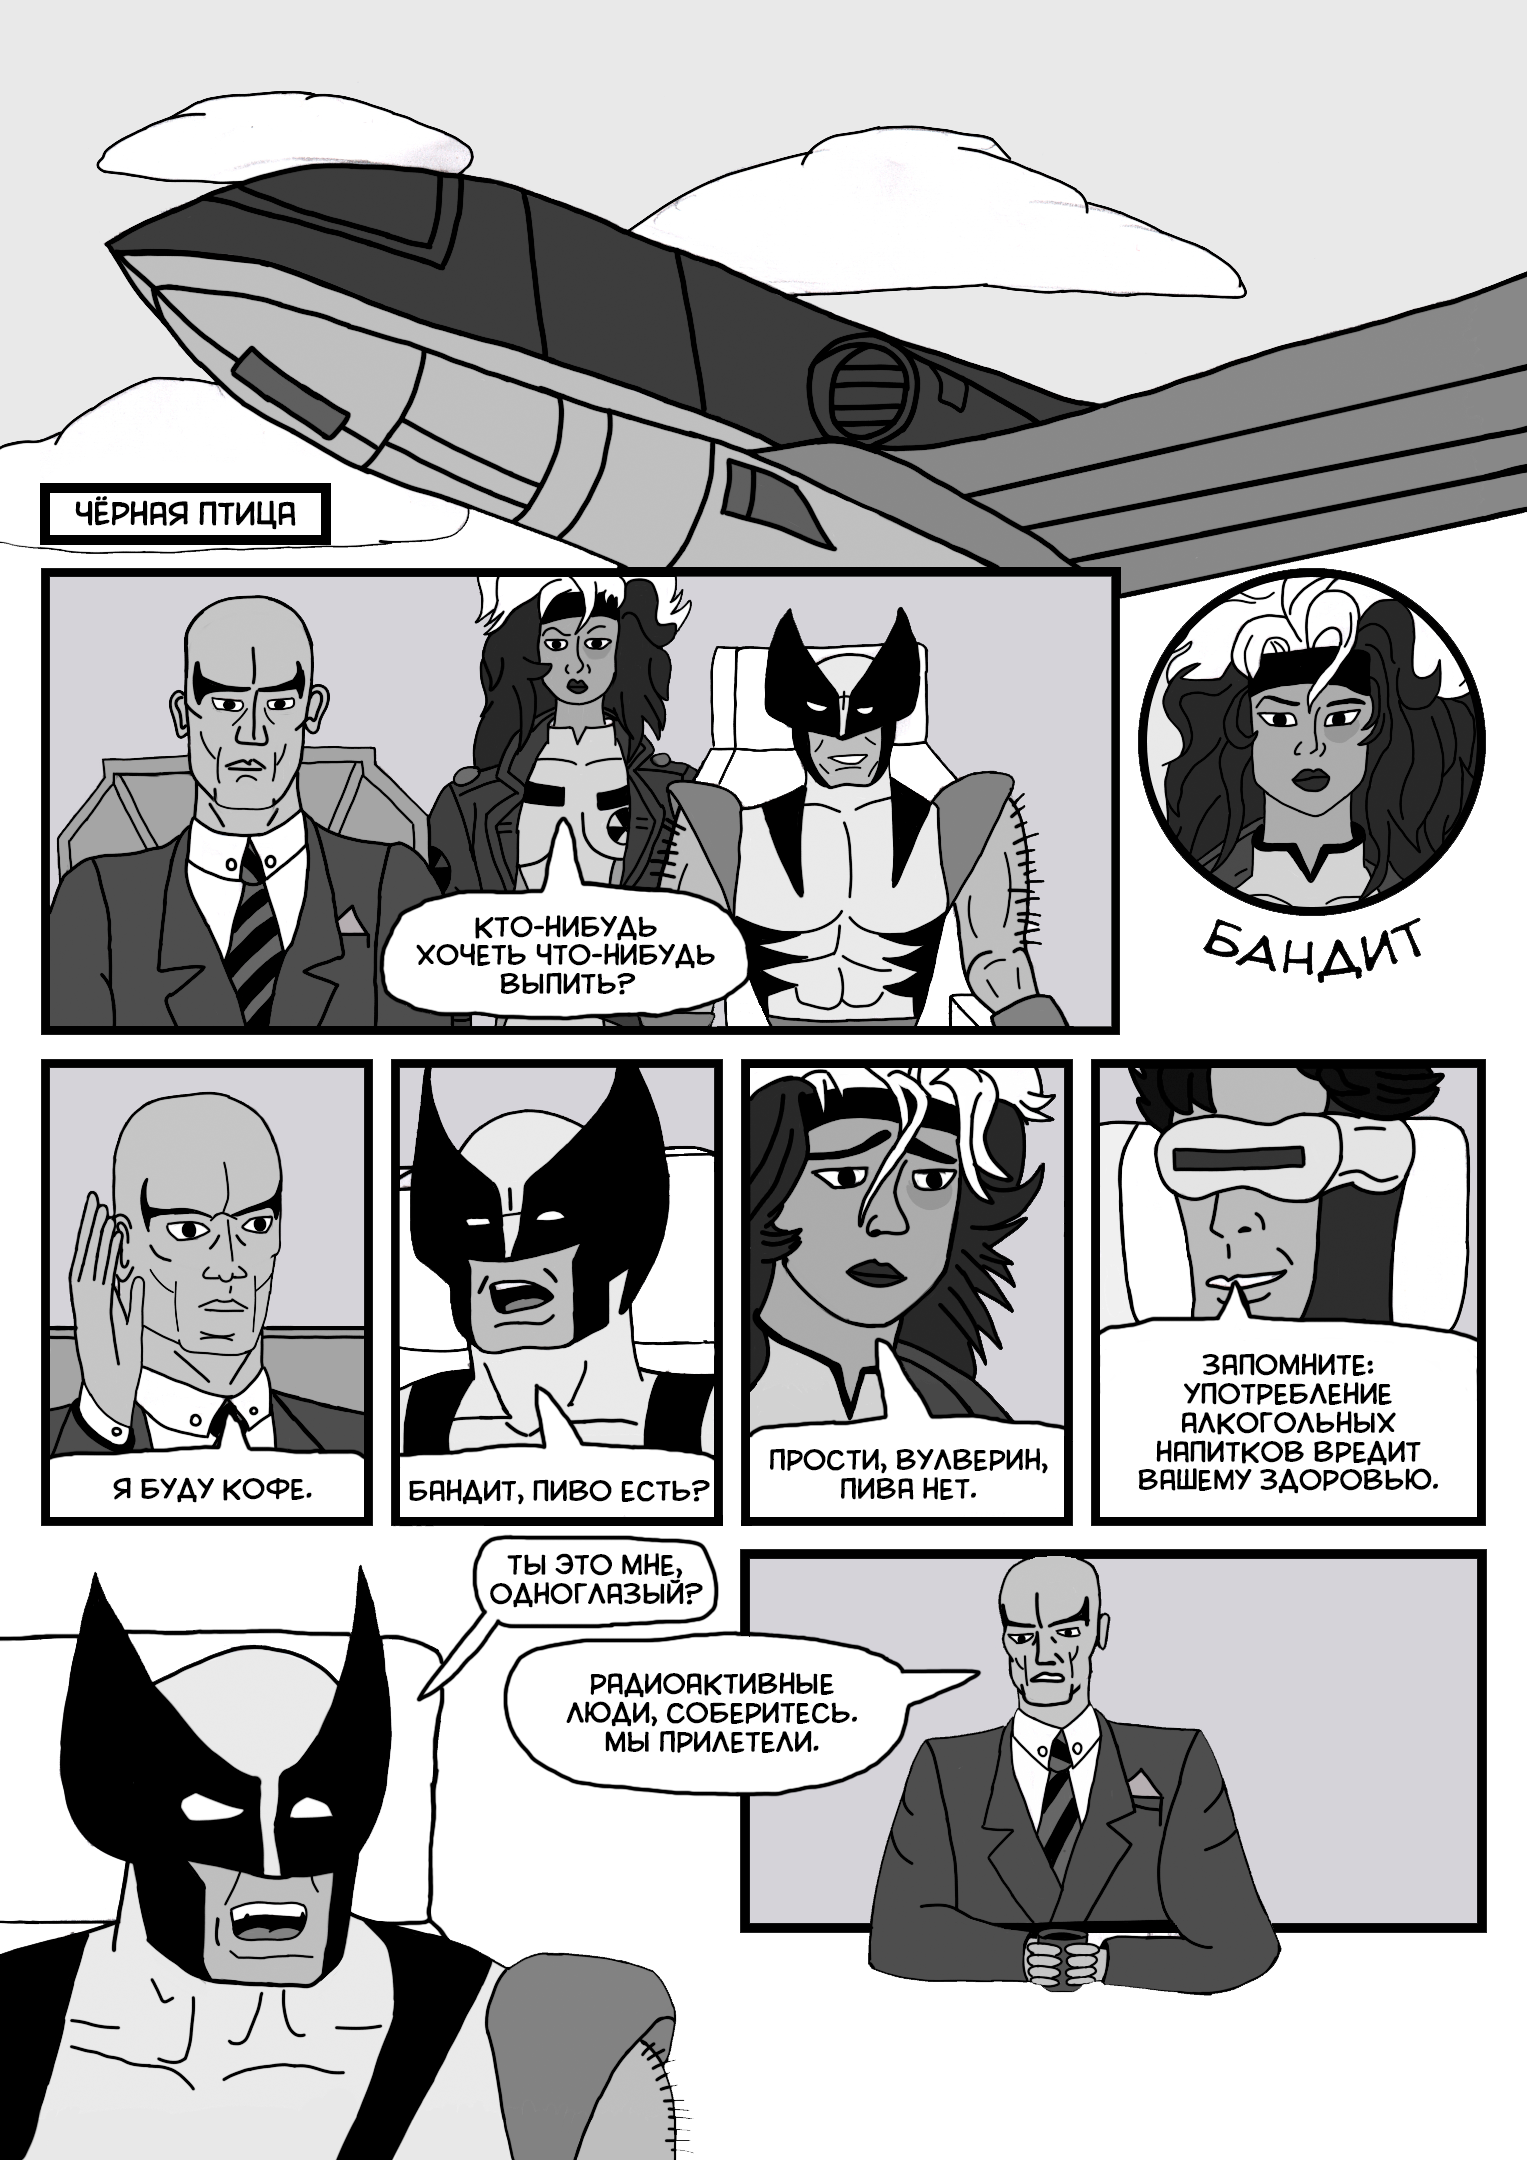 ЧЁРНАЯ ПТИЦА
КТО-НИБУДЬ
ХОЧЕТЬ ЧТО-НИБУДЬ
ВЫПИТЬ?
БАНДИТ
Я БУДУ КОФЕ.
БАНДИТ, ПИВО ЕСТЬ?
ПРОСТИ, ВУЛВЕРИН,
ПИВА НЕТ.
ЗАПОМНИТЕ:
УПОТРЕБЛЕНИЕ
АЛКОГОЛЬНЫХ
НАПИТКОВ ВРЕДИТ
ВАШЕМУ ЗДОРОВЬЮ.
ТЫ ЭТО МНЕ,
ОДНОГЛАЗЫЙ?
РАДИОАКТИВНЫЕ
ЛЮДИ, СОБЕРИТЕСЬ.
МЫ ПРИЛЕТЕЛИ.